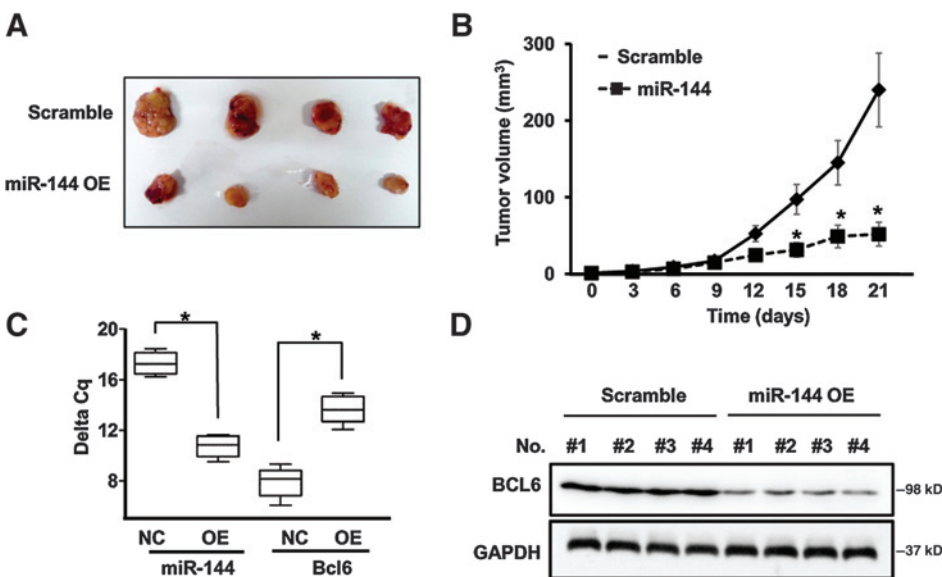 A
Scramble
miR-144 OE
B
Tumor volume (mm³)
300
200
100
0
Scramble
miR-144
*
*
*
0 3 6 9 12 15 18 21
Time (days)
C
Delta Cq
20
16
12
8
*
*
NC OE NC OE
miR-144 Bcl6
D
Scramble miR-144 OE
No. #1 #2 #3 #4 #1 #2 #3 #4
BCL6 –98 kD
GAPDH –37 kD